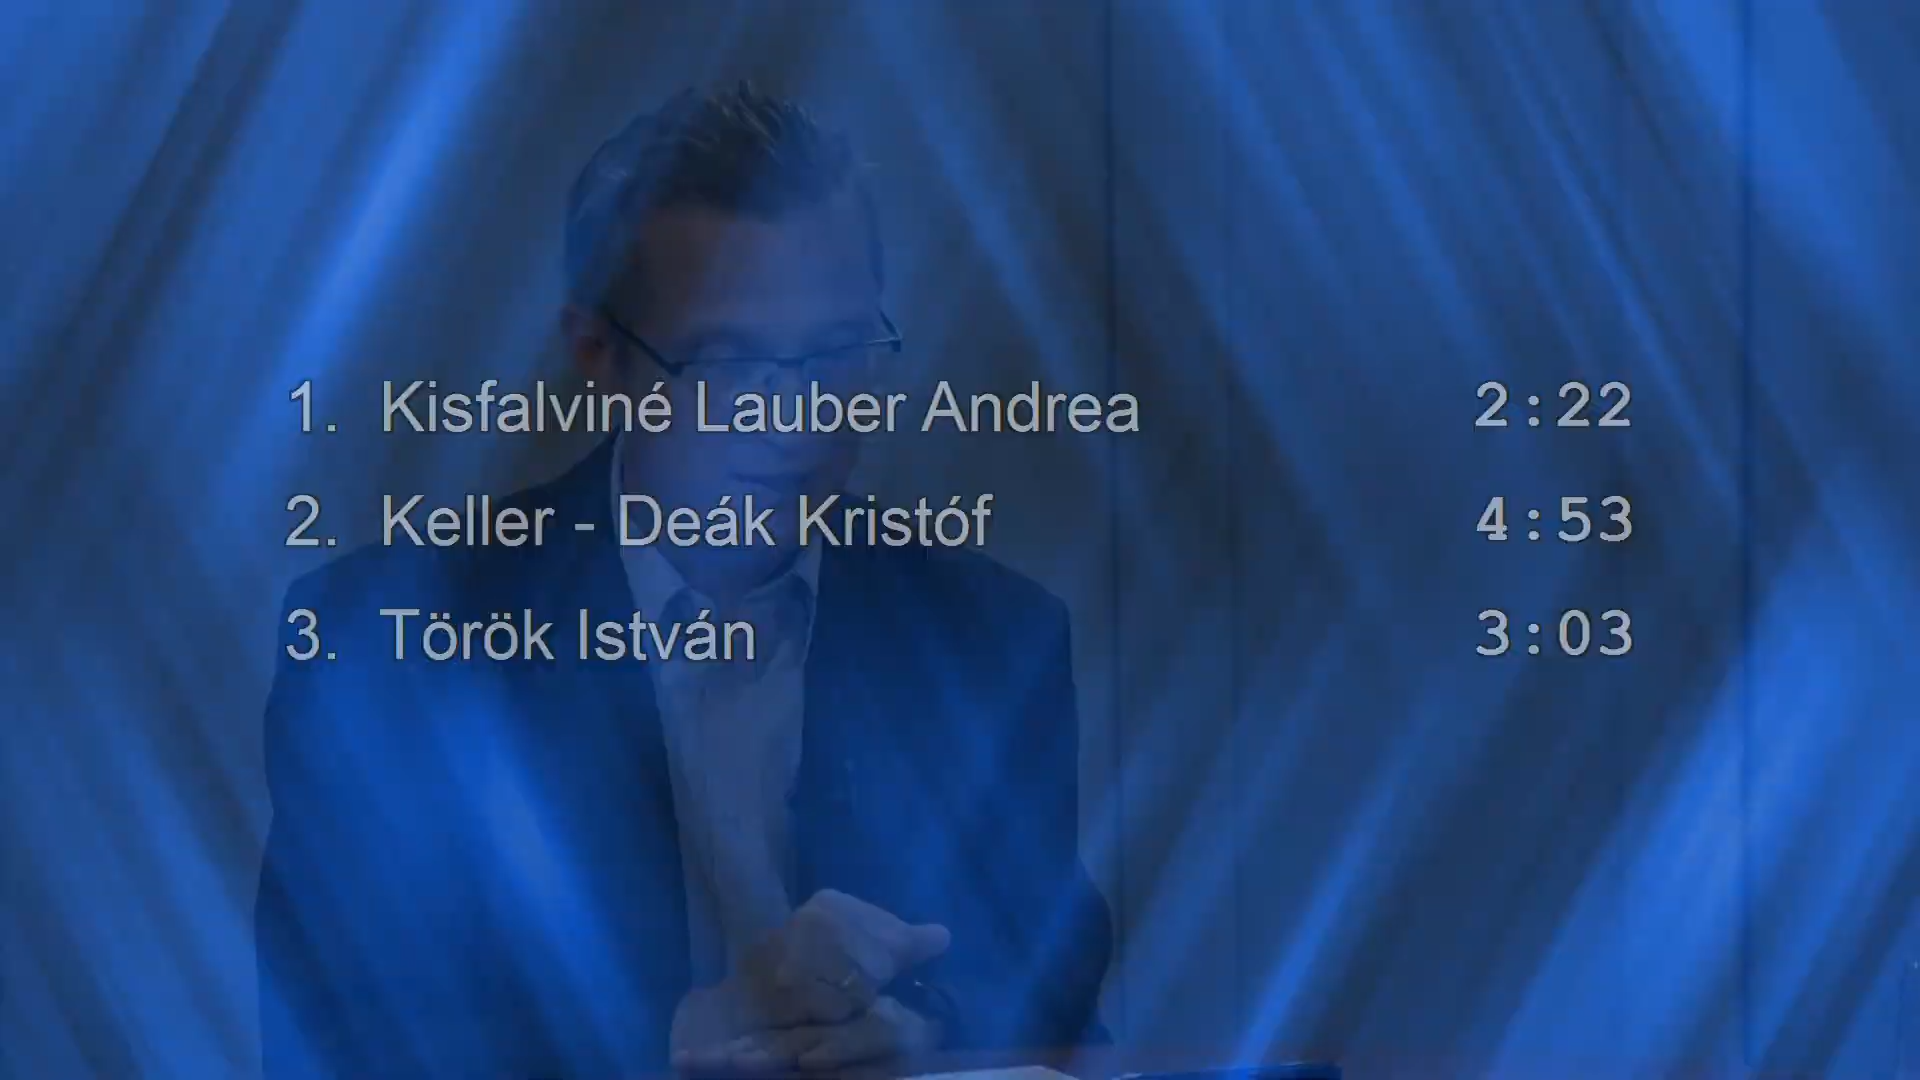 1. Kisfalviné Lauber Andrea 2:22
2. Keller - Deák Kristóf 4:53
3. Török István 3:03